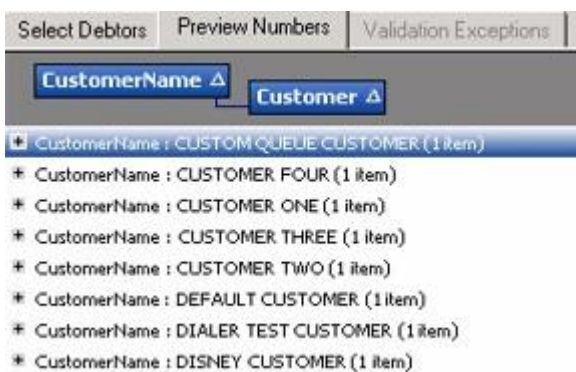 Select Debtors Preview Numbers Validation Exceptions
CustomerName
Customer
CustomerName : CUSTOM QUEUE CUSTOMER (1 item)
CustomerName : CUSTOMER FOUR (1 item)
CustomerName : CUSTOMER ONE (1 item)
CustomerName : CUSTOMER THREE (1 item)
CustomerName : CUSTOMER TWO (1 item)
CustomerName : DEFAULT CUSTOMER (1 item)
CustomerName : DIALER TEST CUSTOMER (1 item)
CustomerName : DISNEY CUSTOMER (1 item)